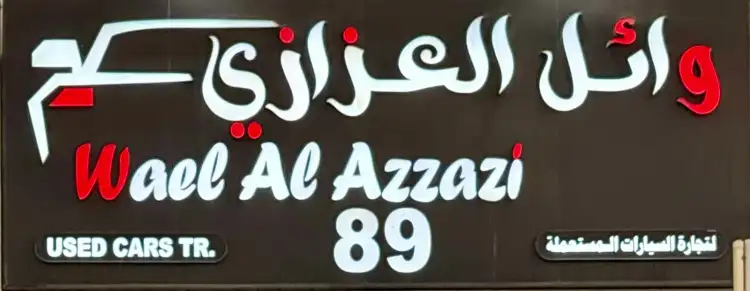 وائل العزازي
Wael Al Azzazi
89
USED CARS TR.
لتجارة السيارات المستعملة